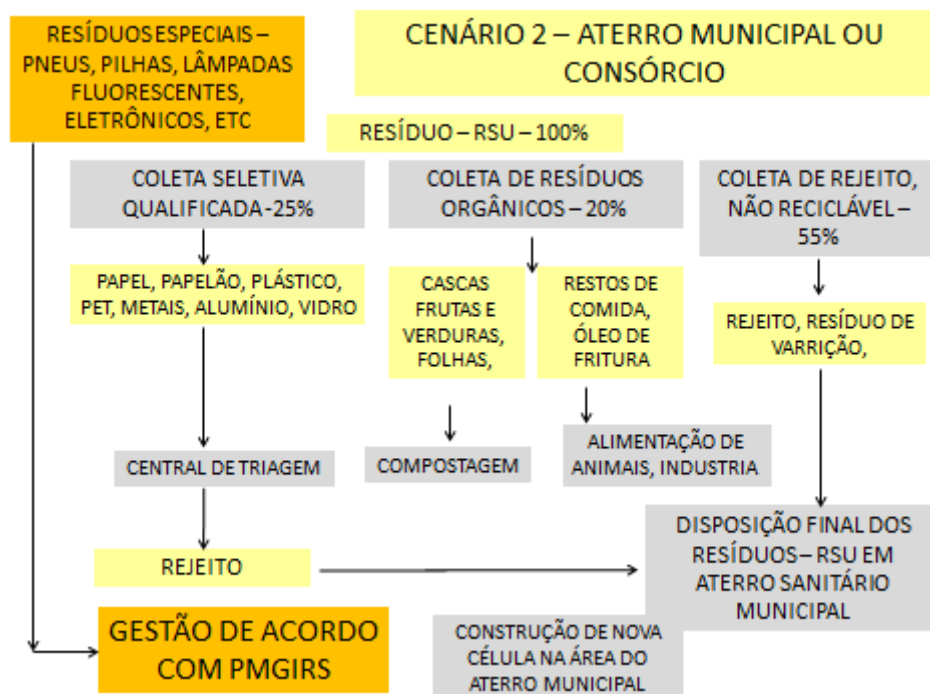 RESÍDUOS ESPECIAIS –
PNEUS, PILHAS, LÂMPADAS
FLUORESCENTES,
ELETRÔNICOS, ETC
CENÁRIO 2 – ATERRO MUNICIPAL OU
CONSÓRCIO
RESÍDUO – RSU – 100%
COLETA SELETIVA
QUALIFICADA -25%
COLETA DE RESÍDUOS
ORGÂNICOS – 20%
COLETA DE REJEITO,
NÃO RECICLÁVEL –
55%
PAPEL, PAPELÃO, PLÁSTICO,
PET, METAIS, ALUMÍNIO, VIDRO
CASCAS
FRUTAS E
VERDURAS,
FOLHAS,
RESTOS DE
COMIDA,
ÓLEO DE
FRITURA
REJEITO, RESÍDUO DE
VARRIÇÃO,
CENTRAL DE TRIAGEM
COMPOSTAGEM
ALIMENTAÇÃO DE
ANIMAIS, INDUSTRIA
REJEITO
DISPOSIÇÃO FINAL DOS
RESÍDUOS – RSU EM
ATERRO SANITÁRIO
MUNICIPAL
GESTÃO DE ACORDO
COM PMGIRS
CONSTRUÇÃO DE NOVA
CÉLULA NA ÁREA DO
ATERRO MUNICIPAL